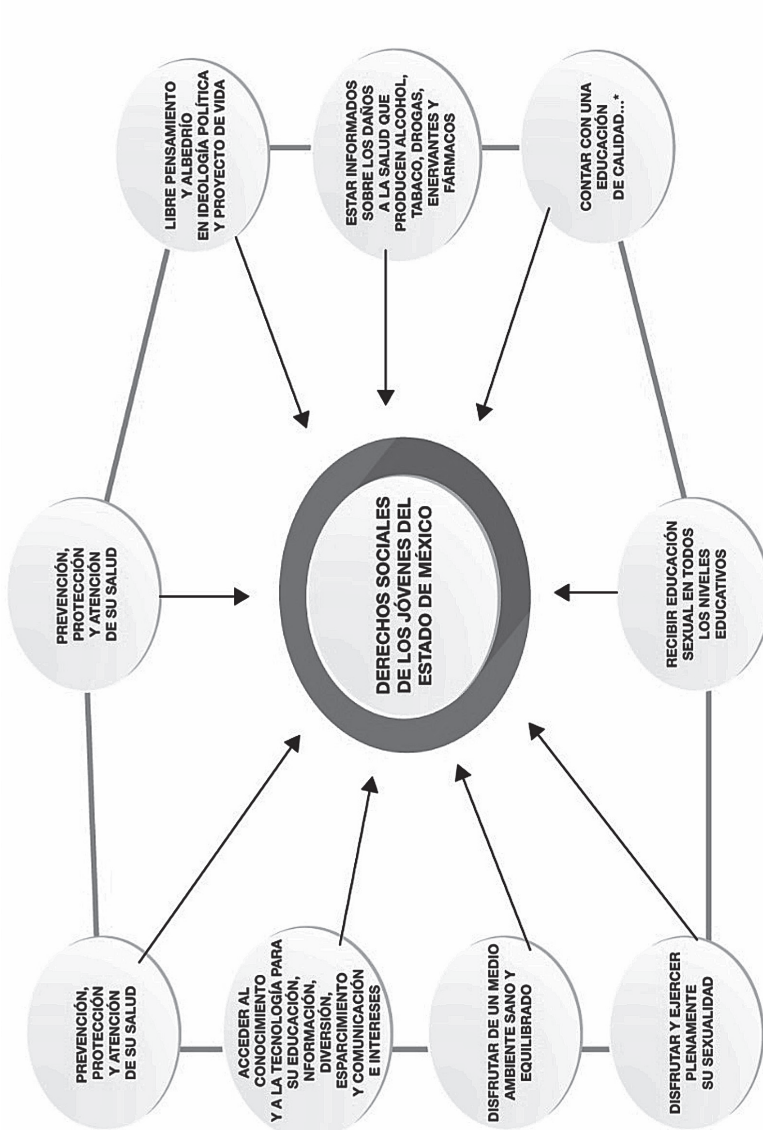 PREVENCIÓN,
PROTECCIÓN
Y ATENCIÓN
DE SU SALUD
PREVENCIÓN,
PROTECCIÓN
Y ATENCIÓN
DE SU SALUD
LIBRE PENSAMIENTO
Y ALBEDRÍO
EN IDEOLOGÍA POLÍTICA
Y PROYECTO DE VIDA
ACCEDER AL
CONOCIMIENTO
Y A LA TECNOLOGÍA PARA
SU EDUCACIÓN,
NFORMACIÓN,
DIVERSIÓN,
ESPARCIMIENTO
Y COMUNICACIÓN
E INTERESES
DERECHOS SOCIALES
DE LOS JÓVENES DEL
ESTADO DE MÉXICO
ESTAR INFORMADOS
SOBRE LOS DAÑOS
A LA SALUD QUE
PRODUCEN ALCOHOL,
TABACO, DROGAS,
ENERVANTES Y
FÁRMACOS
DISFRUTAR DE UN MEDIO
AMBIENTE SANO Y
EQUILIBRADO
CONTAR CON UNA
EDUCACIÓN
DE CALIDAD...*
DISFRUTAR Y EJERCER
PLENAMENTE
SU SEXUALIDAD
RECIBIR EDUCACIÓN
SEXUAL EN TODOS
LOS NIVELES
EDUCATIVOS